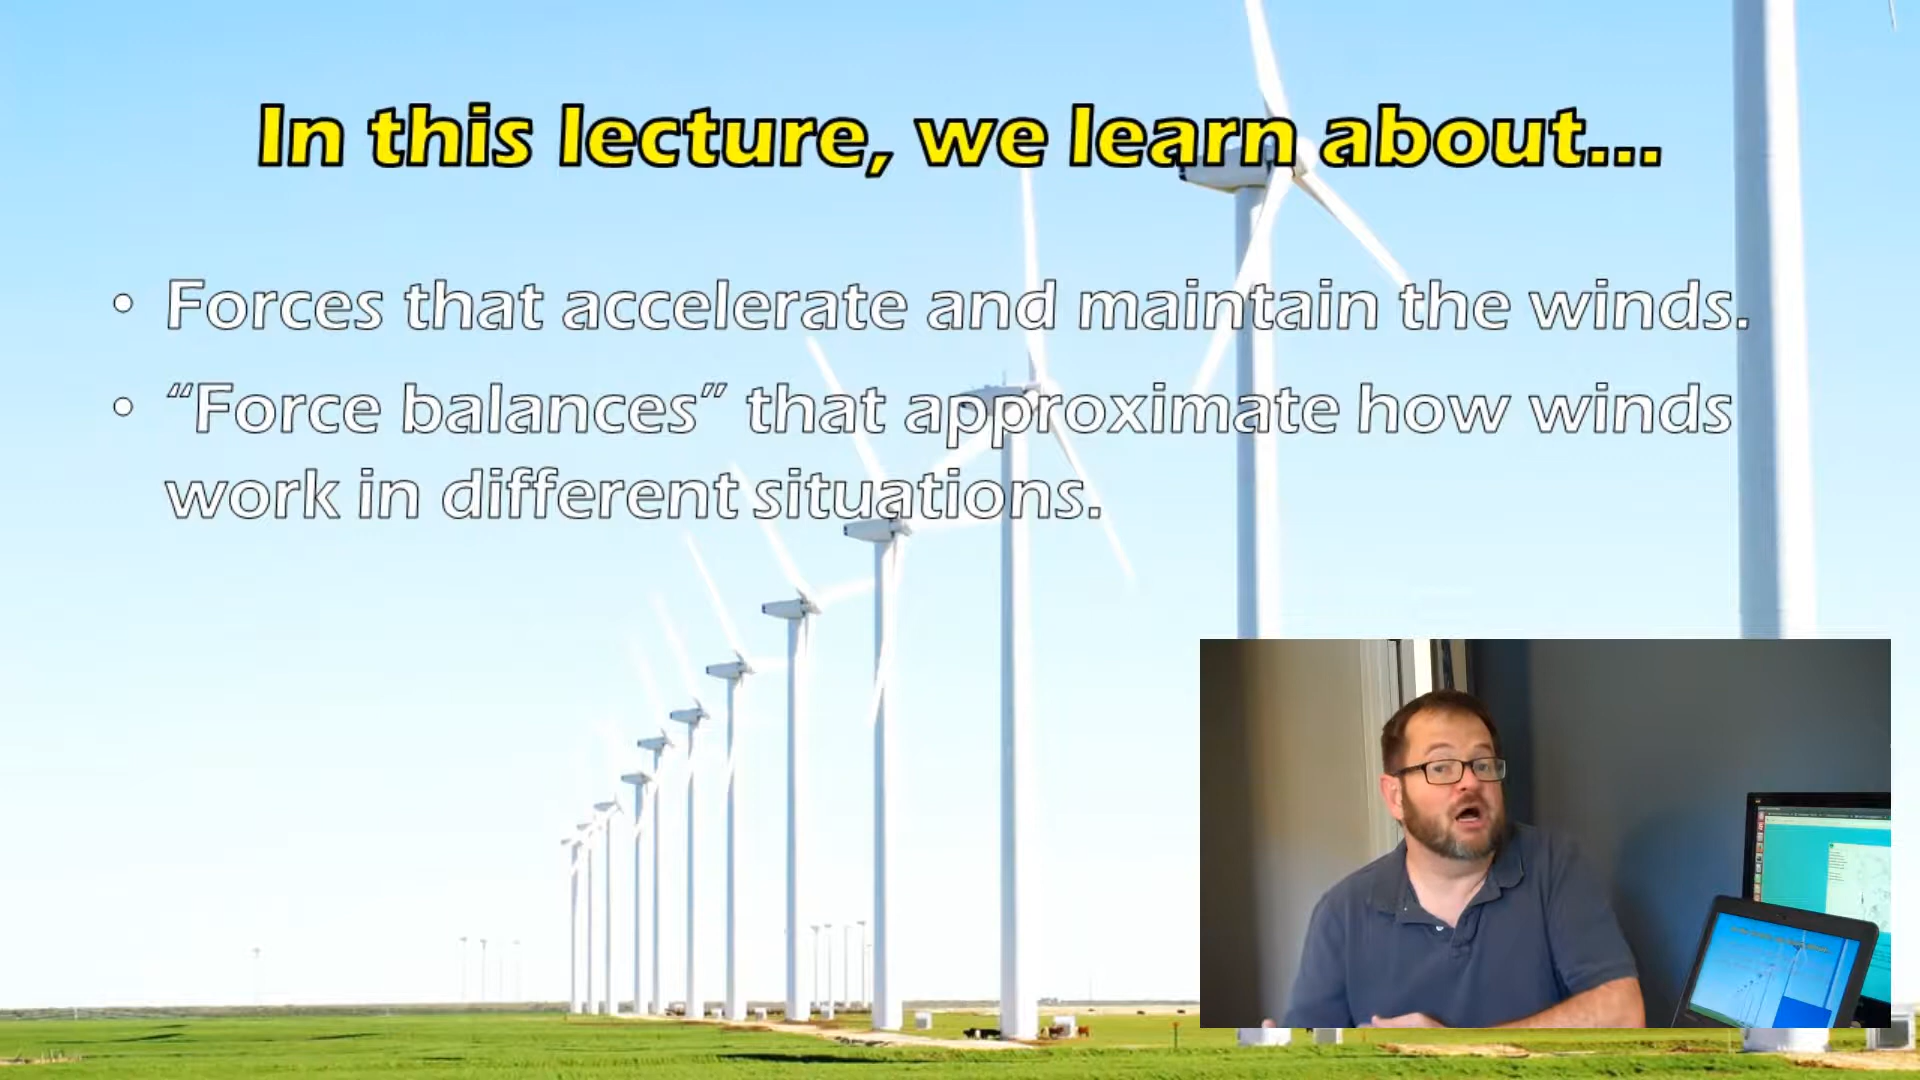 In this lecture, we learn about...
• Forces that accelerate and maintain the winds.
• “Force balances” that approximate how winds
work in different situations.